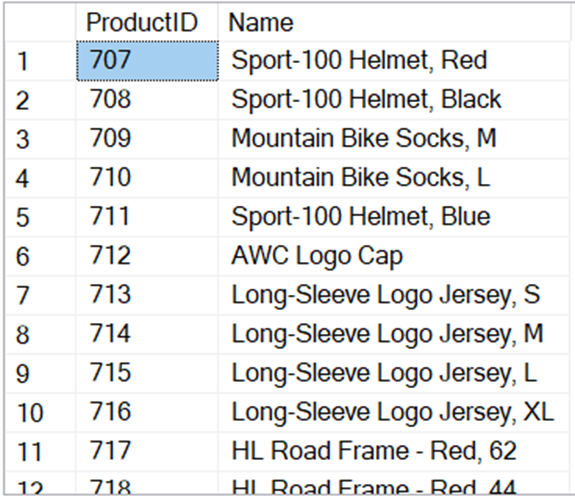 ProductID Name
1 707 Sport-100 Helmet, Red
2 708 Sport-100 Helmet, Black
3 709 Mountain Bike Socks, M
4 710 Mountain Bike Socks, L
5 711 Sport-100 Helmet, Blue
6 712 AWC Logo Cap
7 713 Long-Sleeve Logo Jersey, S
8 714 Long-Sleeve Logo Jersey, M
9 715 Long-Sleeve Logo Jersey, L
10 716 Long-Sleeve Logo Jersey, XL
11 717 HL Road Frame - Red, 62
12 718 HL Road Frame - Red, 44